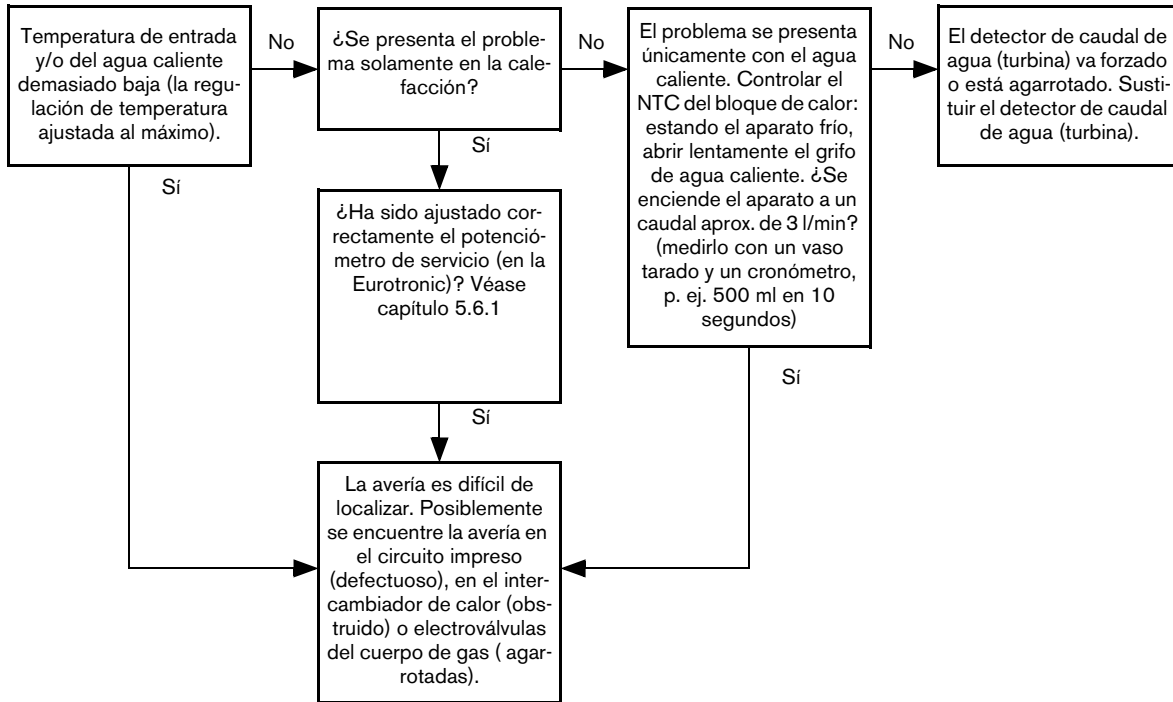 Temperatura de entrada
y/o del agua caliente
demasiado baja (la regu-
lación de temperatura
ajustada al máximo).
No
Sí
¿Se presenta el proble-
ma solamente en la cale-
facción?
No
Sí
El problema se presenta
únicamente con el agua
caliente. Controlar el
NTC del bloque de calor:
estando el aparato frío,
abrir lentamente el grifo
de agua caliente. ¿Se
enciende el aparato a un
caudal aprox. de 3 l/min?
(medirlo con un vaso
tarado y un cronómetro,
p. ej. 500 ml en 10
segundos)
No
Sí
El detector de caudal de
agua (turbina) va forzado
o está agarrotado. Susti-
tuir el detector de caudal
de agua (turbina).
¿Ha sido ajustado cor-
rectamente el potenció-
metro de servicio (en la
Eurotronic)? Véase
capítulo 5.6.1
Sí
La avería es difícil de
localizar. Posiblemente
se encuentre la avería en
el circuito impreso
(defectuoso), en el inter-
cambiador de calor (obs-
truido) o electroválvulas
del cuerpo de gas ( agar-
rotadas).